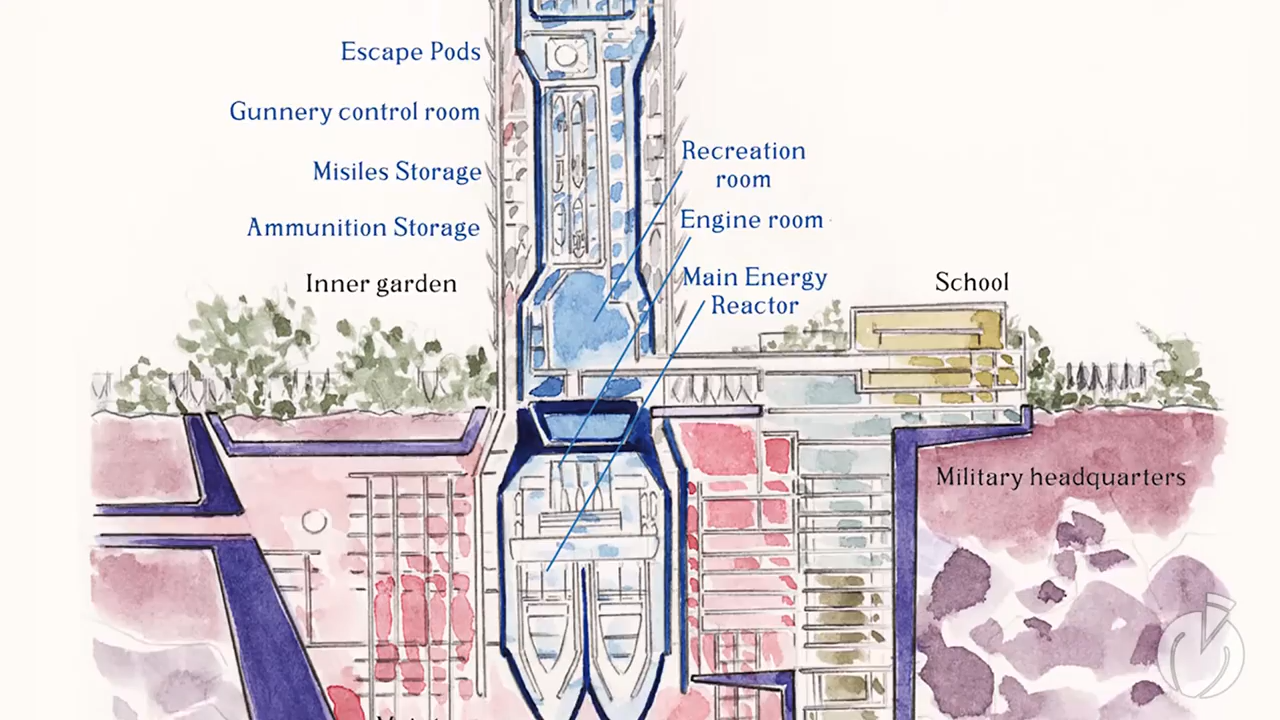 Escape Pods
Gunnery control room
Misiles Storage
Ammunition Storage
Inner garden
Recreation
room
Engine room
Main Energy
Reactor
School
Military headquarters